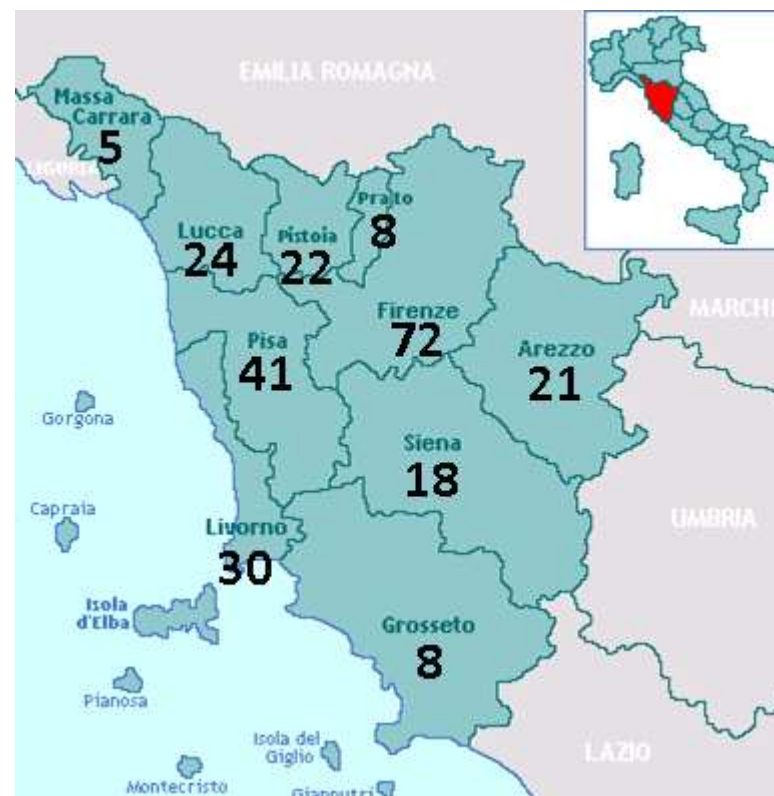 EMILIA ROMAGNA
Massa
Carrara
5
LIGURIA
Prato
8
Lucca
24
Pistoia
22
Firenze
72
MARCH
Pisa
41
Arezzo
21
Gorgona
Siena
18
Capraia
UMBRIA
Livorno
30
Isola
d'Elba
Grosseto
8
Pianosa
Isola del
Giglio
LAZIO
Montecristo
Giannutri